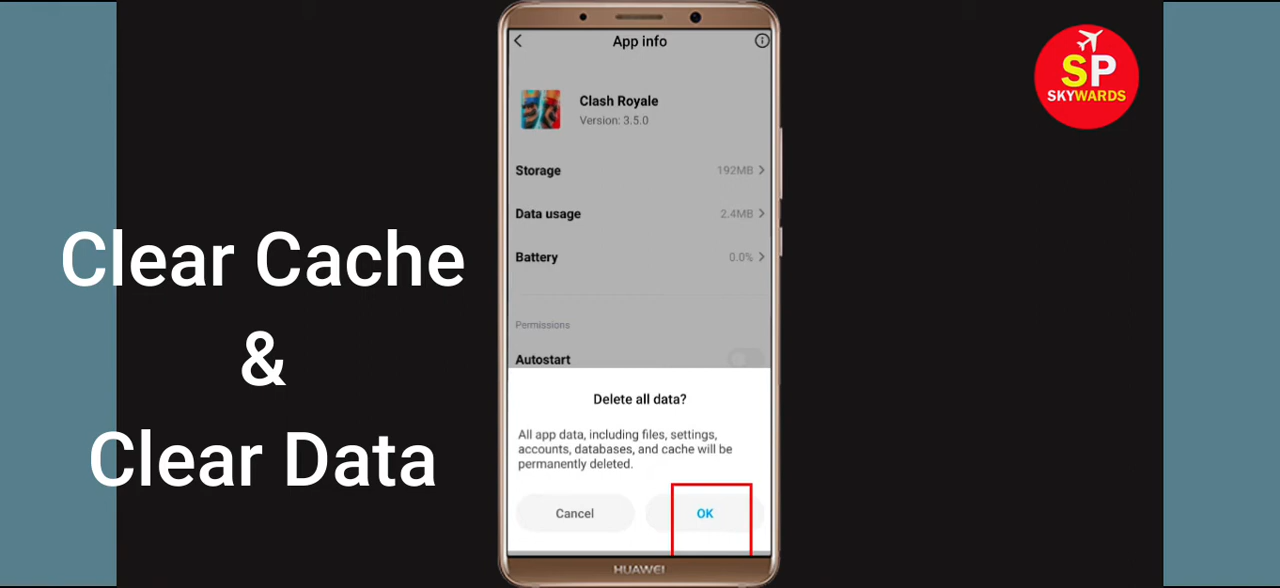 App info
Clash Royale
Version: 3.5.0
Storage 192MB
Data usage 2.4MB
Battery 0.0%
Permissions
Autostart
Delete all data?
All app data, including files, settings,
accounts, databases, and cache will be
permanently deleted.
Cancel OK
HUAWEI
Clear Cache
&
Clear Data
SP
SKYWARDS